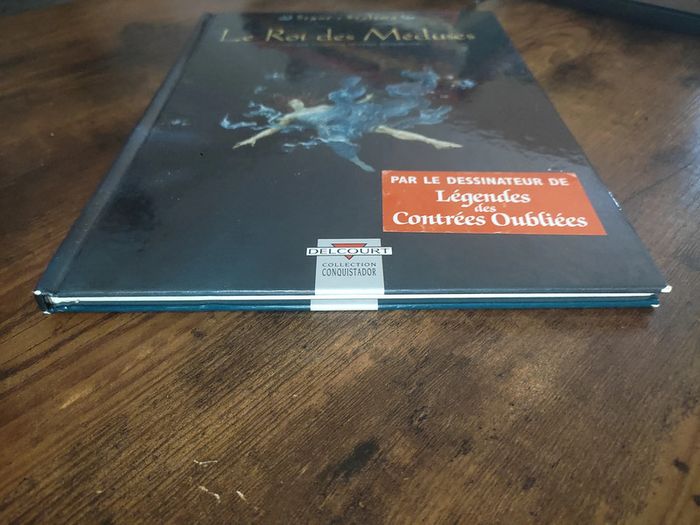 Le Roi des Méduses
PAR LE DESSINATEUR DE
Légendes
des
Contrées Oubliées
DELCOURT
COLLECTION
CONQUISTADOR